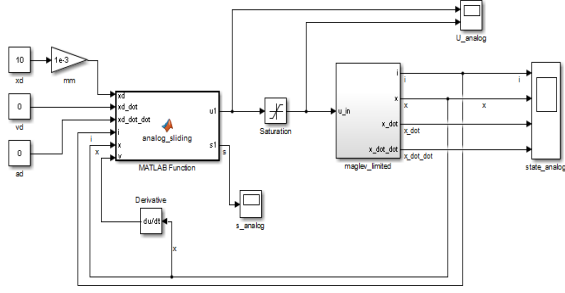 U_analog
10
xd
1e-3
mm
0
vd
0
ad
xd
xd_dot
xd_dot_dot
i
x
v
u1
s1
analog_sliding
MATLAB Function
i
x
s
Saturation
u_in
i
x
x_dot
x_dot_dot
maglev_limited
i
x
x_dot
x_dot_dot
i
x
state_analog
s_analog
Derivative
du/dt
x